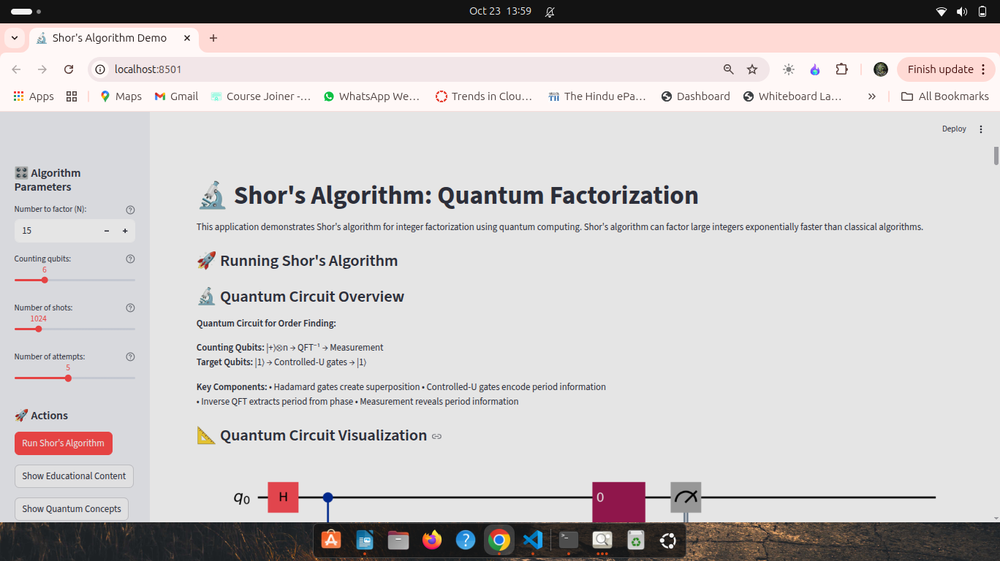 Oct 23 13:59
Shor's Algorithm Demo
localhost:8501
Finish update
Apps
Maps
Gmail
Course Joiner -...
WhatsApp We...
Trends in Clou...
The Hindu ePa...
Dashboard
Whiteboard La...
All Bookmarks
Deploy
Algorithm
Parameters
Number to factor (N):
15
Counting qubits:
6
Number of shots:
1024
Number of attempts:
5
Actions
Run Shor's Algorithm
Show Educational Content
Show Quantum Concepts
Shor's Algorithm: Quantum Factorization
This application demonstrates Shor's algorithm for integer factorization using quantum computing. Shor's algorithm can factor large integers exponentially faster than classical algorithms.
Running Shor's Algorithm
Quantum Circuit Overview
Quantum Circuit for Order Finding:
Counting Qubits: |+⟩⊗n → QFT⁻¹ → Measurement
Target Qubits: |1⟩ → Controlled-U gates → |1⟩
Key Components: • Hadamard gates create superposition • Controlled-U gates encode period information
• Inverse QFT extracts period from phase • Measurement reveals period information
Quantum Circuit Visualization
q₀ H 0